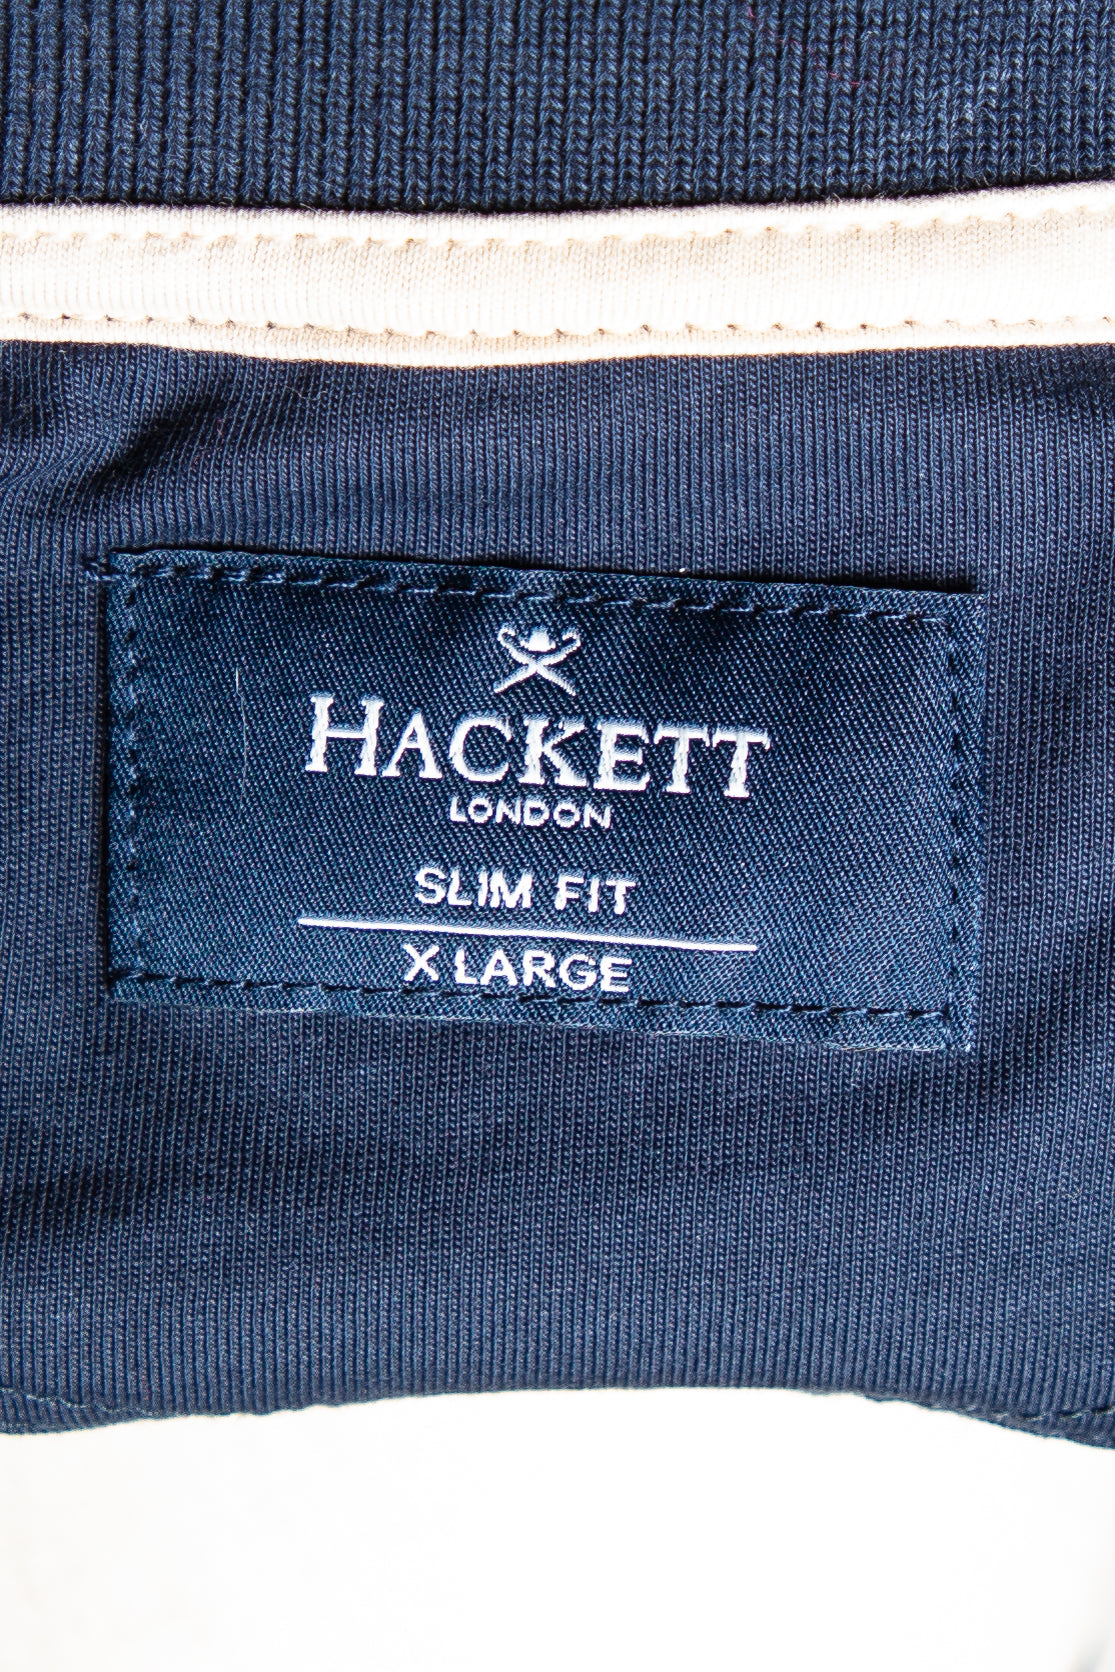 HACKETT
LONDON
SLIM FIT
X LARGE